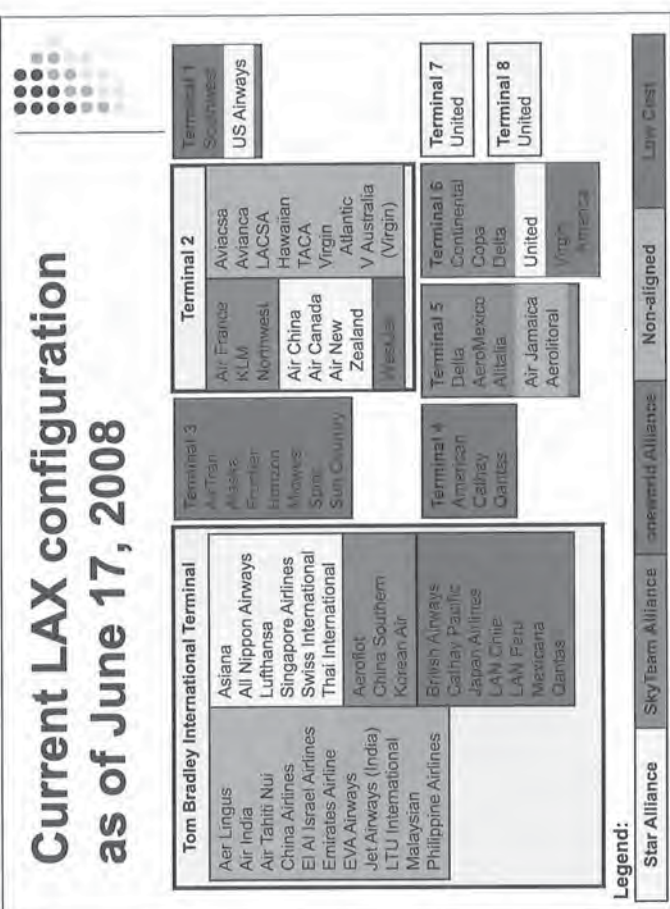 Current LAX configuration
as of June 17, 2008
Tom Bradley International Terminal
Aer Lingus
Air India
Air Tahiti Nui
China Airlines
El Al Israel Airlines
Emirates Airline
EVA Airways
Jet Airways (India)
LTU International
Malaysian
Philippine Airlines
Asiana
All Nippon Airways
Lufthansa
Singapore Airlines
Swiss International
Thai International
Aeroflot
China Southern
Korean Air
British Airways
Cathay Pacific
Japan Airlines
LAN Chile
LAN Peru
Mexicana
Qantas
Terminal 3
AirTran
Alaska
Frontier
Horizon
Midwest
Spirit
Sun Country
Terminal 2
Air France
KLM
Northwest
Air China
Air Canada
Air New
Zealand
WestJet
Aviacsa
Avianca
LACSA
Hawaiian
TACA
Virgin
Atlantic
V Australia
(Virgin)
Terminal 1
Southwest
US Airways
Terminal 4
American
Cathay
Qantas
Terminal 5
Delta
AeroMexico
Alitalia
Air Jamaica
Aerolitoral
Terminal 6
Continental
Copa
Delta
United
Virgin
America
Terminal 7
United
Terminal 8
United
Legend:
Star Alliance
SkyTeam Alliance
oneworld Alliance
Non-aligned
Low Cost